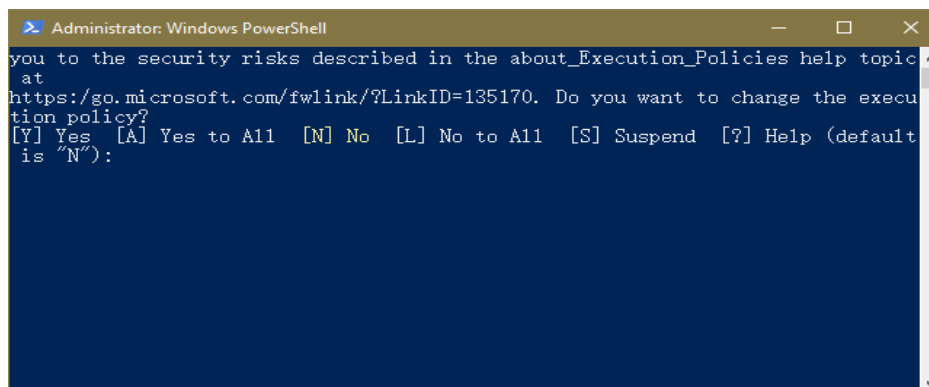 Administrator: Windows PowerShell
you to the security risks described in the about_Execution_Policies help topic
at
https:/go.microsoft.com/fwlink/?LinkID=135170. Do you want to change the execu
tion policy?
[Y] Yes [A] Yes to All [N] No [L] No to All [S] Suspend [?] Help (default
is "N"):